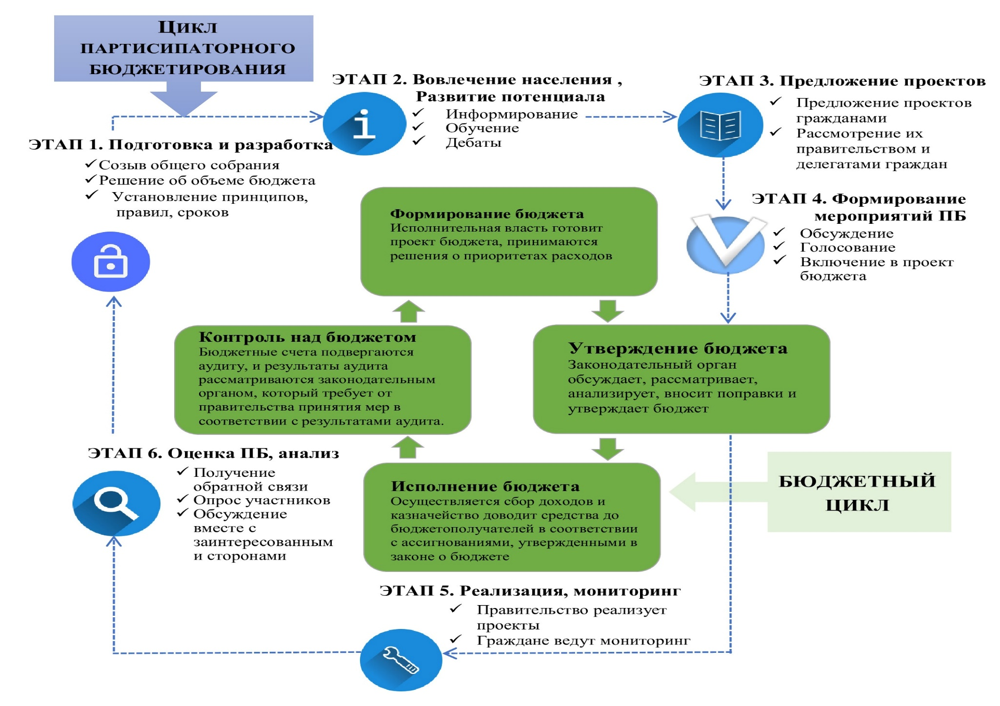 Цикл
ПАРТИСИПАТОРНОГО
БЮДЖЕТИРОВАНИЯ
ЭТАП 1. Подготовка и разработка
✓ Созыв общего собрания
✓ Решение об объеме бюджета
✓ Установление принципов,
правил, сроков
ЭТАП 2. Вовлечение населения ,
Развитие потенциала
✓ Информирование
✓ Обучение
✓ Дебаты
ЭТАП 3. Предложение проектов
✓ Предложение проектов
гражданами
✓ Рассмотрение их
правительством и
делегатами граждан
ЭТАП 4. Формирование
мероприятий ПБ
✓ Обсуждение
✓ Голосование
✓ Включение в проект
бюджета
Формирование бюджета
Исполнительная власть готовит
проект бюджета, принимаются
решения о приоритетах расходов
Контроль над бюджетом
Бюджетные счета подвергаются
аудиту, и результаты аудита
рассматриваются законодательным
органом, который требует от
правительства принятия мер в
соответствии с результатами аудита.
Утверждение бюджета
Законодательный орган
обсуждает, рассматривает,
анализирует, вносит поправки и
утверждает бюджет
Исполнение бюджета
Осуществляется сбор доходов и
казначейство доводит средства до
бюджетополучателей в соответствии
с ассигнованиями, утвержденными в
законе о бюджете
БЮДЖЕТНЫЙ
ЦИКЛ
ЭТАП 6. Оценка ПБ, анализ
✓ Получение
обратной связи
✓ Опрос участников
✓ Обсуждение
вместе с
заинтересованным
и сторонами
ЭТАП 5. Реализация, мониторинг
✓ Правительство реализует
проекты
✓ Граждане ведут мониторинг